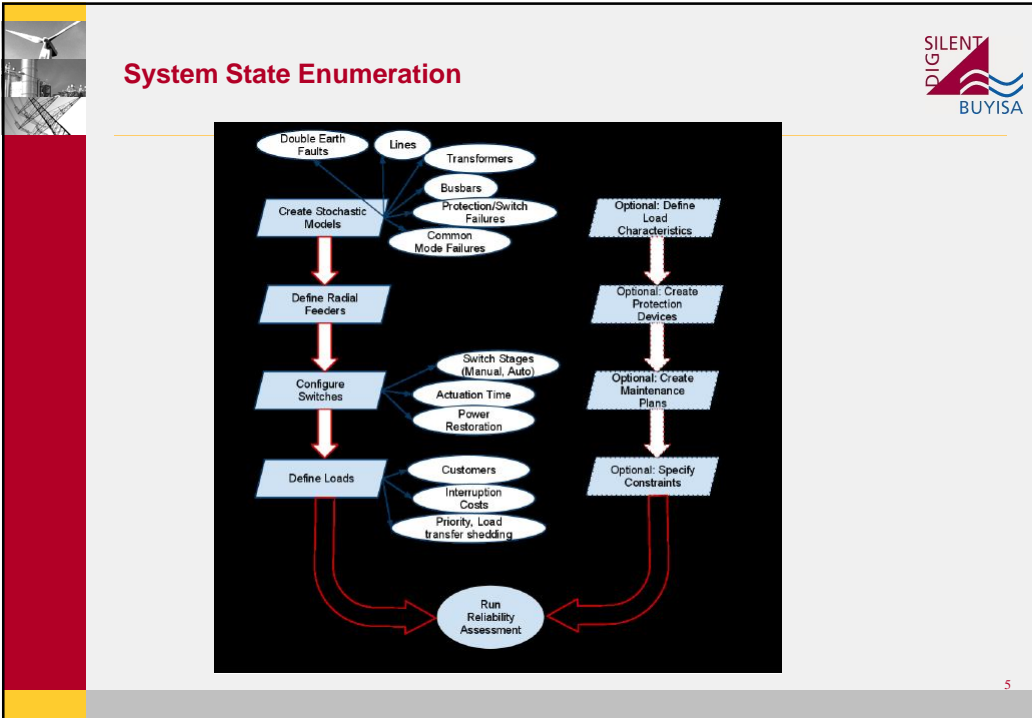 System State Enumeration
DIG
SILENT
BUYISA
Double Earth
Faults
Lines
Transformers
Busbars
Protection/Switch
Failures
Common
Mode Failures
Create Stochastic
Models
Define Radial
Feeders
Configure
Switches
Switch Stages
(Manual, Auto)
Actuation Time
Power
Restoration
Define Loads
Customers
Interruption
Costs
Priority, Load
transfer shedding
Optional: Define
Load
Characteristics
Optional: Create
Protection
Devices
Optional: Create
Maintenance
Plans
Optional: Specify
Constraints
Run
Reliability
Assessment
5